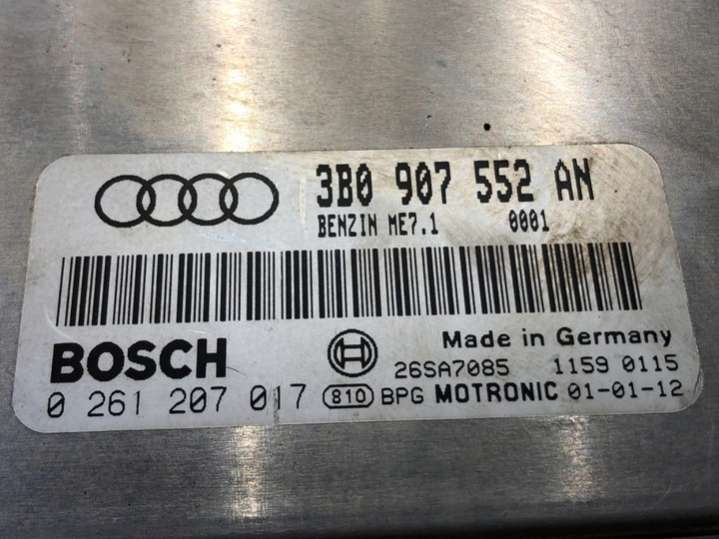 3B0 907 552 AN
BENZIN ME7.1 0001
Made in Germany
BOSCH 26SA7085 1159 0115
0 261 207 017 810 BPG MOTRONIC 01-01-12